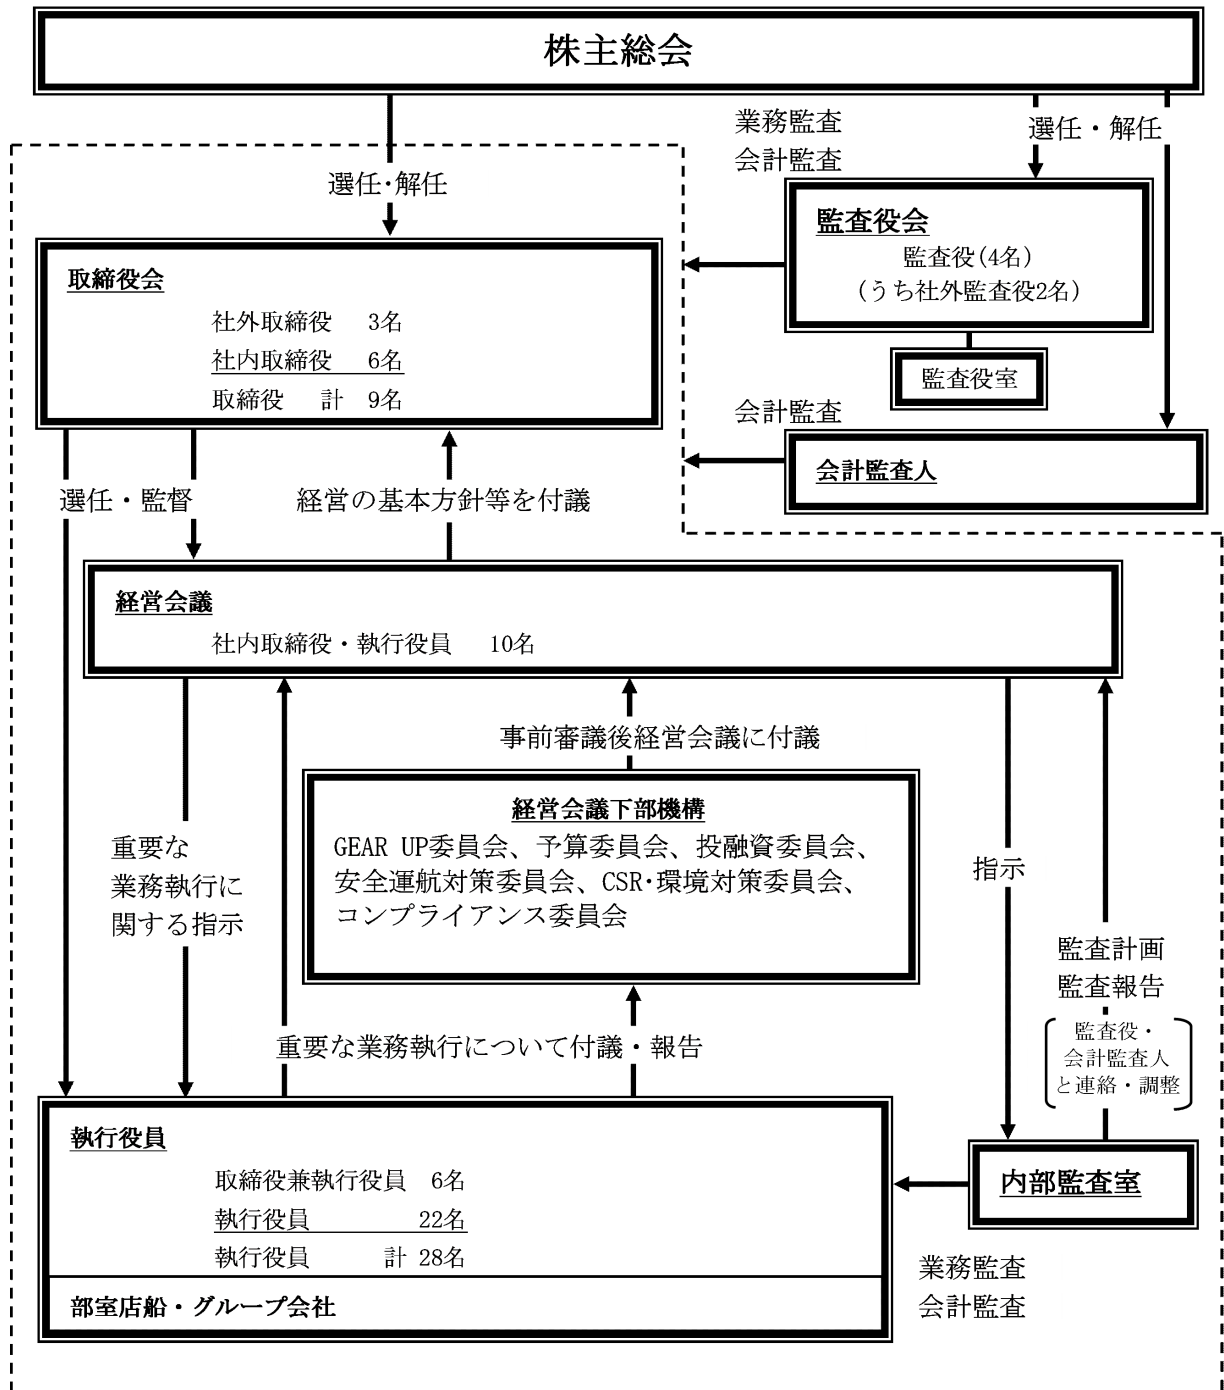 株主総会
業務監査
会計監査
選任・解任
選任・解任
監査役会
監査役(4名)
(うち社外監査役2名)
監査役室
取締役会
社外取締役 3名
社内取締役 6名
取締役 計 9名
会計監査
会計監査人
選任・監督
経営の基本方針等を付議
経営会議
社内取締役・執行役員 10名
事前審議後経営会議に付議
経営会議下部機構
GEAR UP委員会、予算委員会、投融資委員会、
安全運航対策委員会、CSR・環境対策委員会、
コンプライアンス委員会
重要な
業務執行に
関する指示
指示
監査計画
監査報告
監査役・
会計監査人
と連絡・調整
重要な業務執行について付議・報告
執行役員
取締役兼執行役員 6名
執行役員 22名
執行役員 計 28名
部室店船・グループ会社
内部監査室
業務監査
会計監査